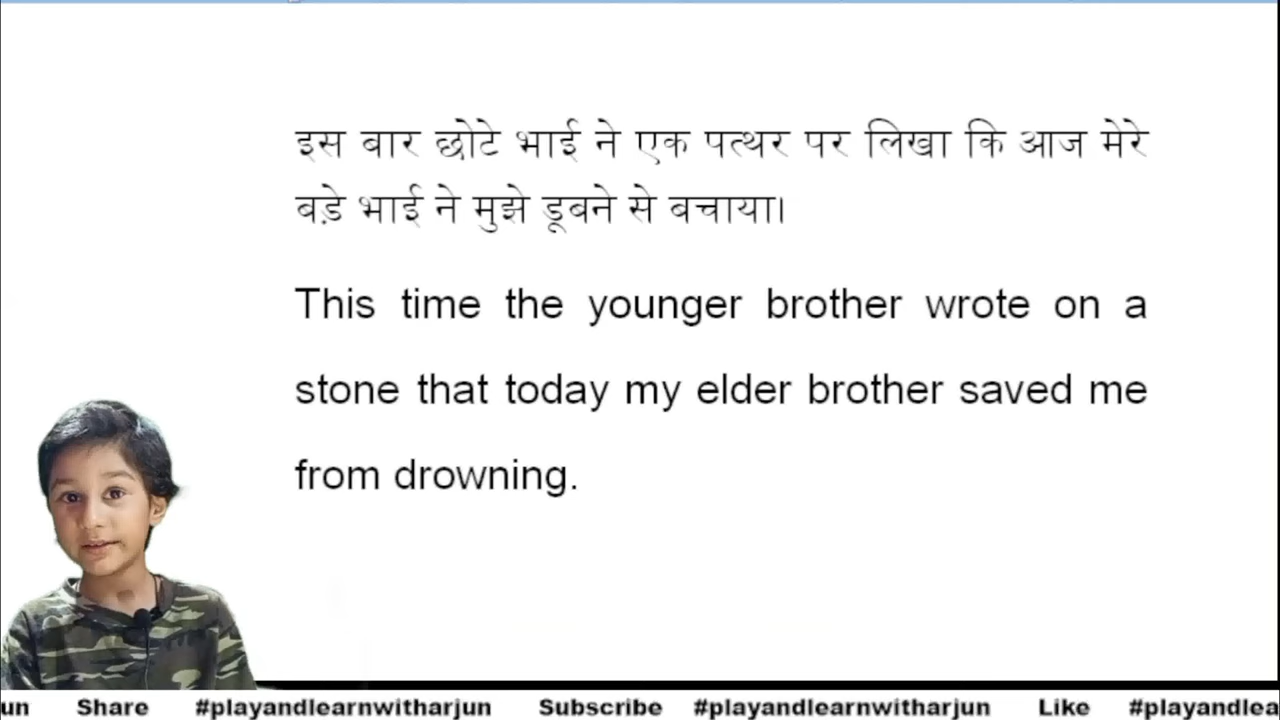 इस बार छोटे भाई ने एक पत्थर पर लिखा कि आज मेरे
बड़े भाई ने मुझे डूबने से बचाया।
This time the younger brother wrote on a
stone that today my elder brother saved me
from drowning.
un Share #playandlearnwitharjun Subscribe #playandlearnwitharjun Like #playandlea